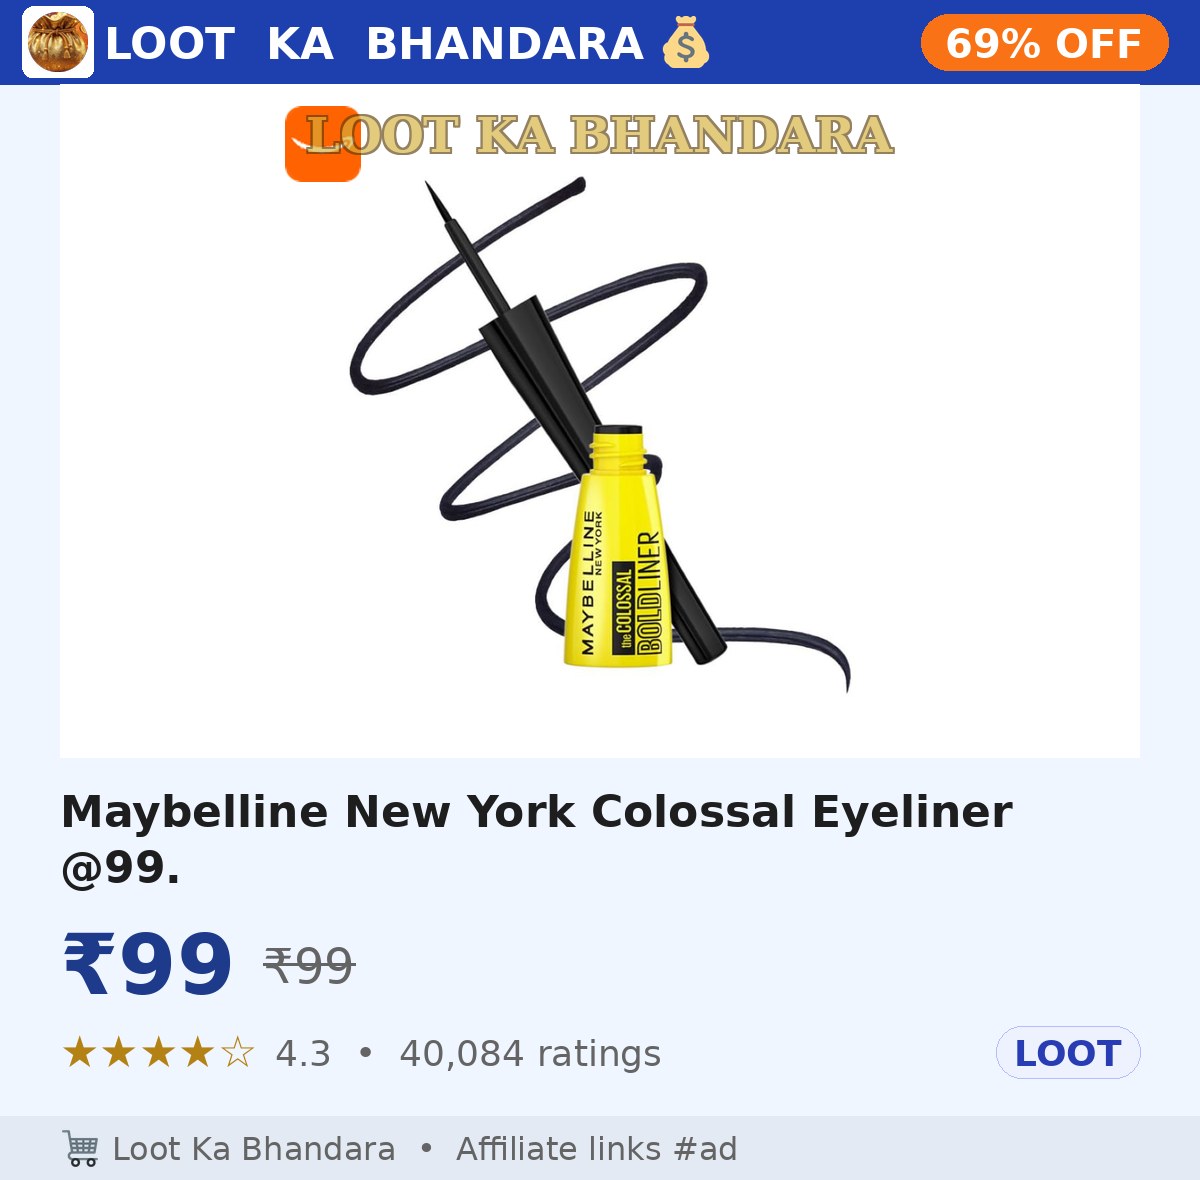 LOOT KA BHANDARA 💰
69% OFF
LOOT KA BHANDARA
MAYBELLINE
NEW YORK
the COLOSSAL
BOLDLINER
Maybelline New York Colossal Eyeliner
@99.
₹99 ₹99
★★★★☆ 4.3 • 40,084 ratings
LOOT
🛒 Loot Ka Bhandara • Affiliate links #ad